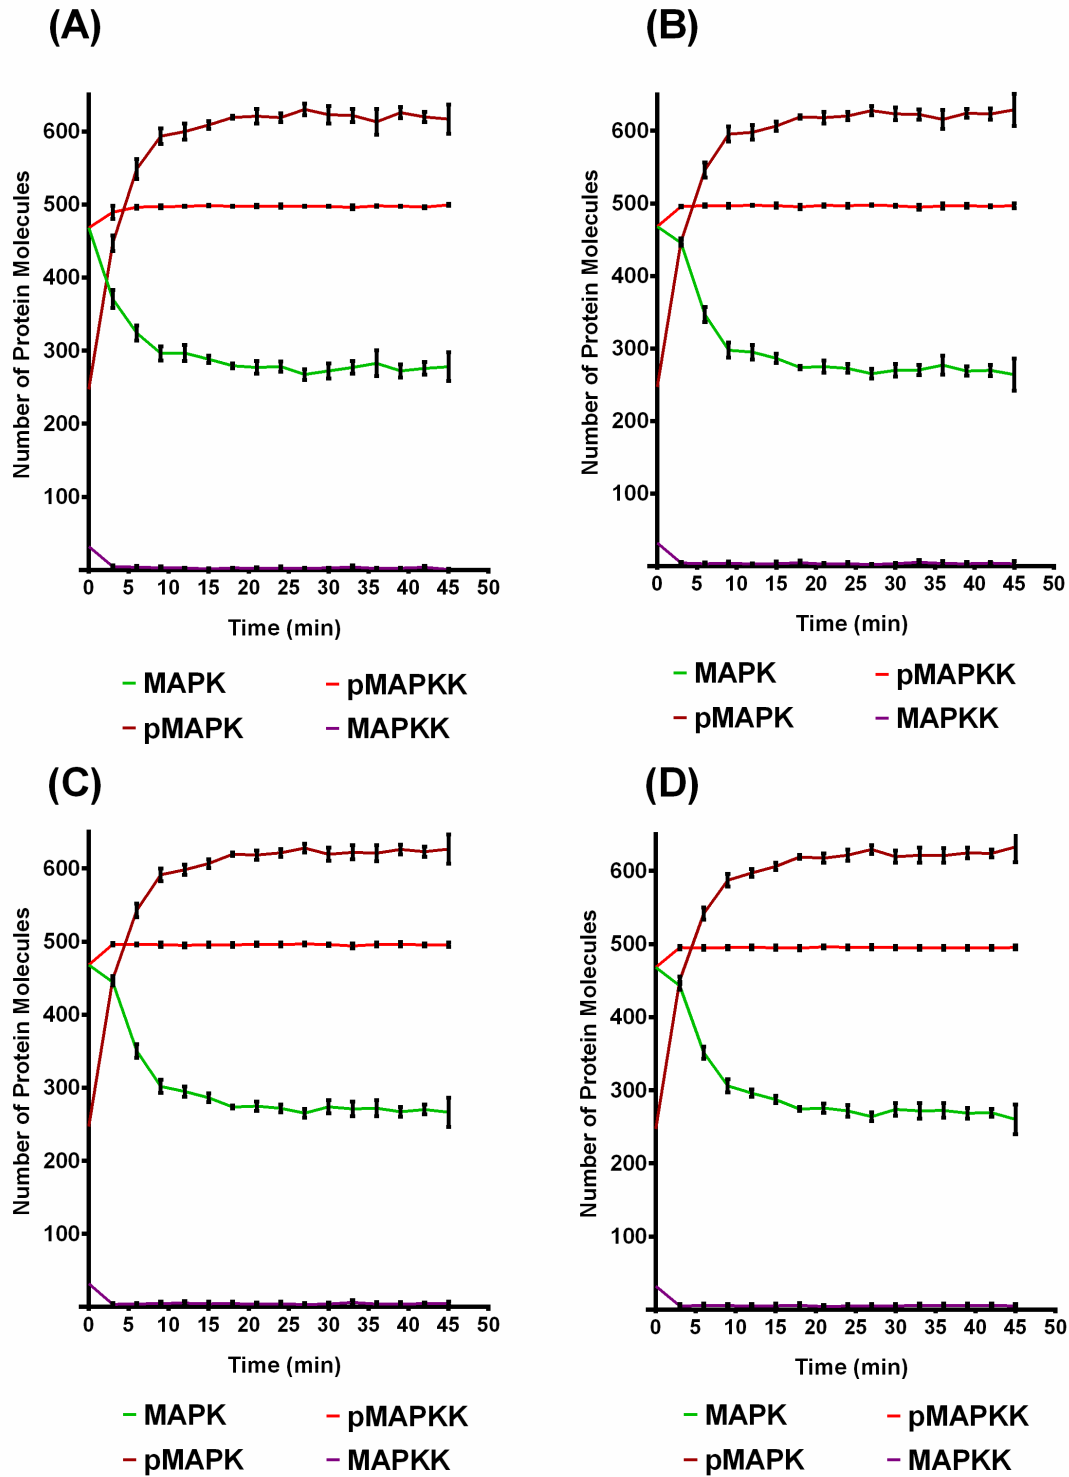 (A)
(B)
Number of Protein Molecules
600
500
400
300
200
100
0 5 10 15 20 25 30 35 40 45 50
Time (min)
MAPK pMAPKK
pMAPK MAPKK
Number of Protein Molecules
600
500
400
300
200
100
0 5 10 15 20 25 30 35 40 45 50
Time (min)
MAPK pMAPKK
pMAPK MAPKK
(C)
(D)
Number of Protein Molecules
600
500
400
300
200
100
0 5 10 15 20 25 30 35 40 45 50
Time (min)
MAPK pMAPKK
pMAPK MAPKK
Number of Protein Molecules
600
500
400
300
200
100
0 5 10 15 20 25 30 35 40 45 50
Time (min)
MAPK pMAPKK
pMAPK MAPKK